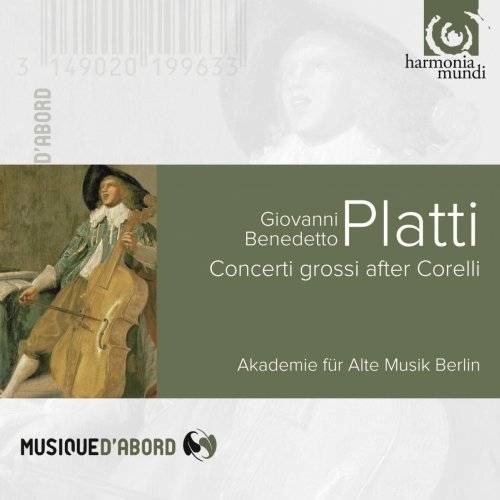 3 149020 199633
harmonia
mundi
D'ABORD
Giovanni
Benedetto Platti
Concerti grossi after Corelli
Akademie für Alte Musik Berlin
MUSIQUED'ABORD